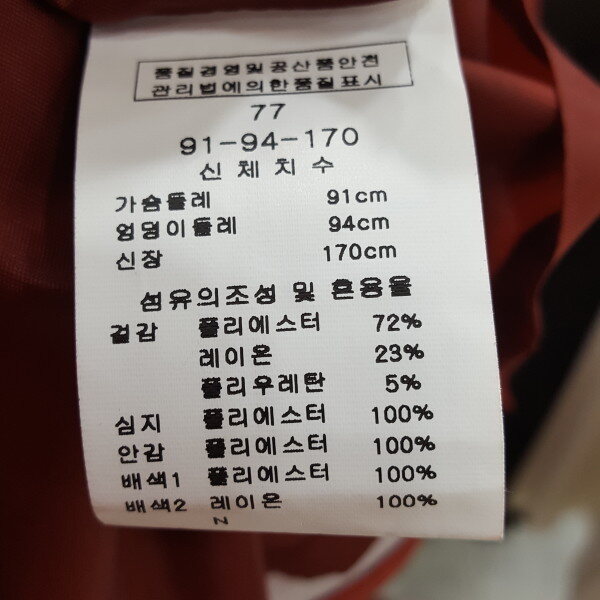 품질경영및공산품안전
관리법에의한품질표시
77
91-94-170
신체치수
가슴둘레 91cm
엉덩이둘레 94cm
신장 170cm
섬유의조성 및 혼용율
겉감 폴리에스터 72%
레이온 23%
폴리우레탄 5%
심지 폴리에스터 100%
안감 폴리에스터 100%
배색1 폴리에스터 100%
배색2 레이온 100%
N